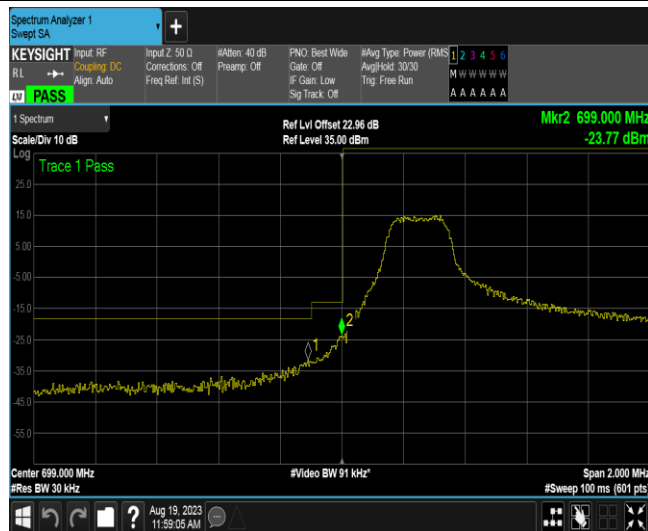 Spectrum Analyzer 1
Swept SA
+
KEYSIGHT Input: RF Input Z: 50 Ω #Atten: 40 dB PNO: Best Wide #Avg Type: Power (RMS 1 2 3 4 5 6
RL Coupling: DC Corrections: Off Preamp: Off Gate: Off Avg|Hold: 30/30 M W W W W W
Align: Auto Freq Ref: Int (S) IF Gain: Low Trig: Free Run
LXI PASS Sig Track: Off A A A A A A
1 Spectrum Ref Lvl Offset 22.96 dB Mkr2 699.000 MHz
Scale/Div 10 dB Ref Level 35.00 dBm -23.77 dBm
Log
Trace 1 Pass
25.0
15.0
5.00
-5.00
-15.0
2
1
-25.0
-35.0
-45.0
-55.0
Center 699.000 MHz #Video BW 91 kHz* Span 2.000 MHz
#Res BW 30 kHz #Sweep 100 ms (601 pts)
? Aug 19, 2023
11:59:05 AM